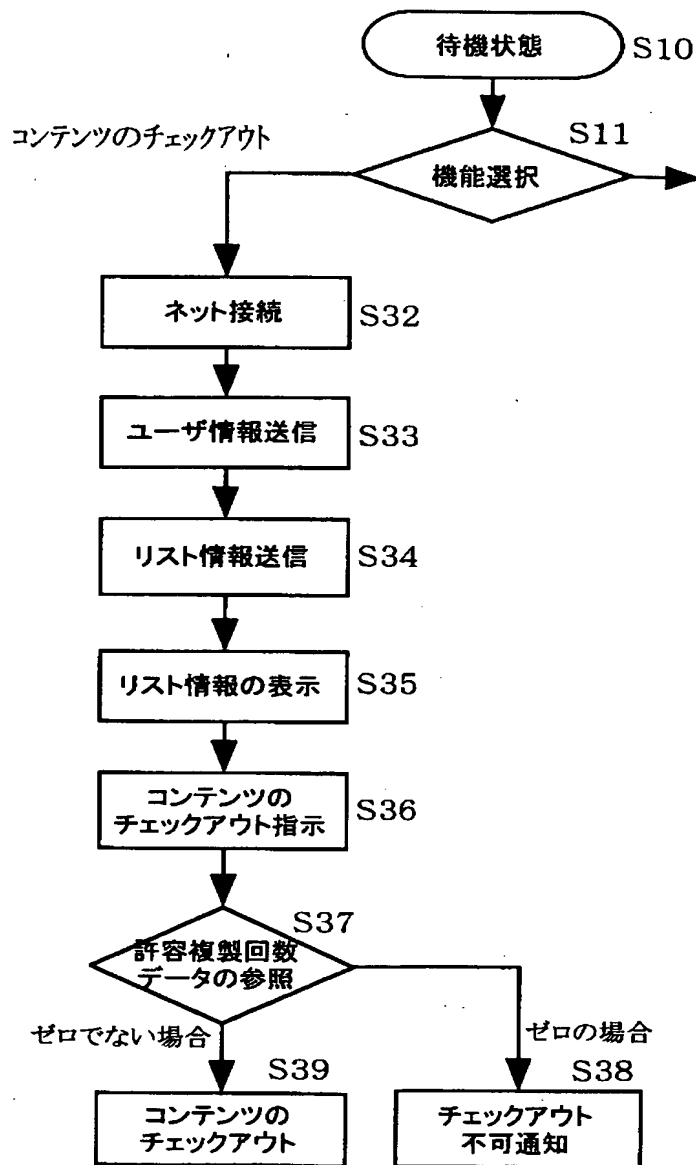 待機状態
S10
コンテンツのチェックアウト
S11
機能選択
ネット接続
S32
ユーザ情報送信
S33
リスト情報送信
S34
リスト情報の表示
S35
コンテンツの
チェックアウト指示
S36
S37
許容複製回数
データの参照
ゼロでない場合
ゼロの場合
S39
コンテンツの
チェックアウト
S38
チェックアウト
不可通知